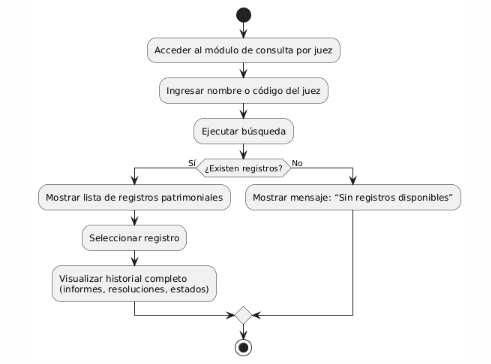 Acceder al módulo de consulta por juez
Ingresar nombre o código del juez
Ejecutar búsqueda
Sí
¿Existen registros?
No
Mostrar lista de registros patrimoniales
Mostrar mensaje: “Sin registros disponibles”
Seleccionar registro
Visualizar historial completo
(informes, resoluciones, estados)